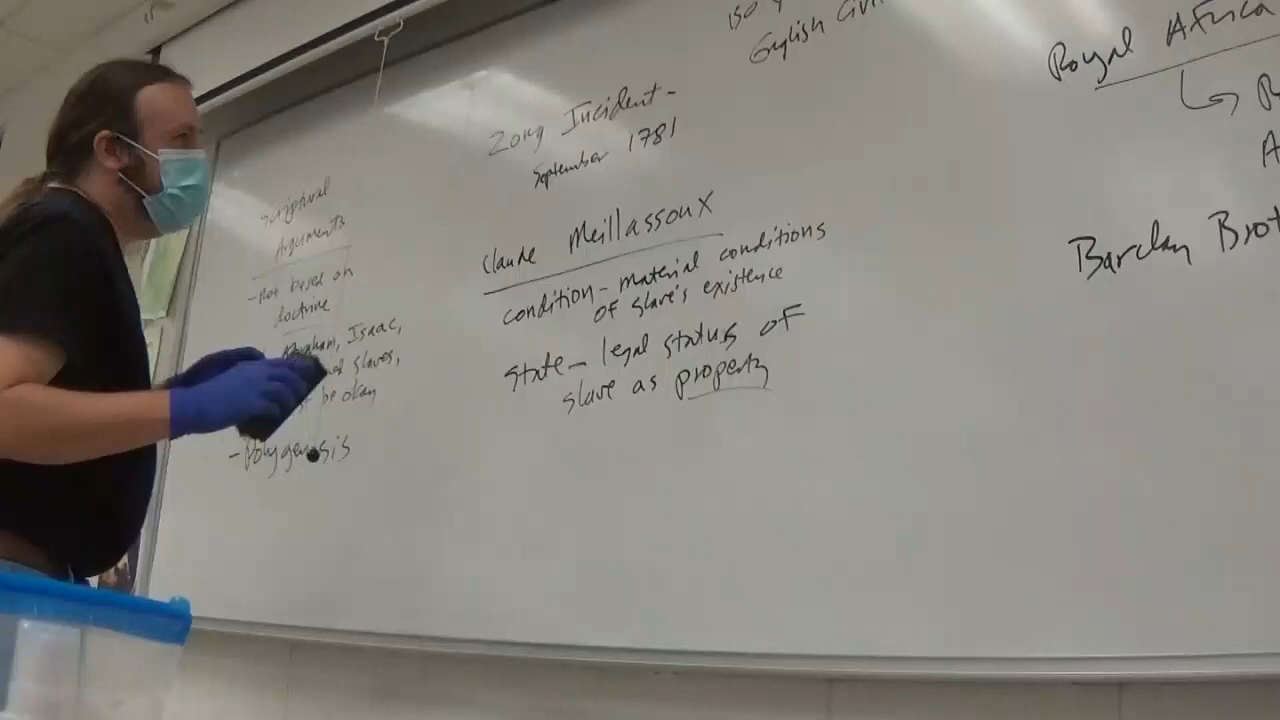 Scriptural
Arguments
- not based on
doctrine
Abraham, Isaac,
slaves,
be okay
- Polygenesis
Zong Incident -
September 1781
Claude Meillassoux
condition - material conditions
of slave's existence
state - legal status of
slave as property
150
English Civil
Royal Africa
Barclay Brot